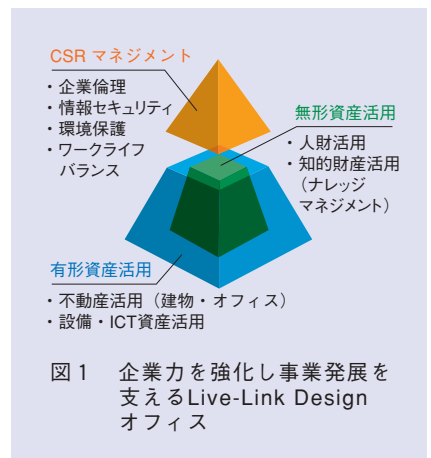 CSR マネジメント
・企業倫理
・情報セキュリティ
・環境保護
・ワークライフ
バランス
無形資産活用
・人財活用
・知的財産活用
（ナレッジ
マネジメント）
有形資産活用
・不動産活用（建物・オフィス）
・設備・ICT資産活用
図1　企業力を強化し事業発展を
支えるLive-Link Design
オフィス